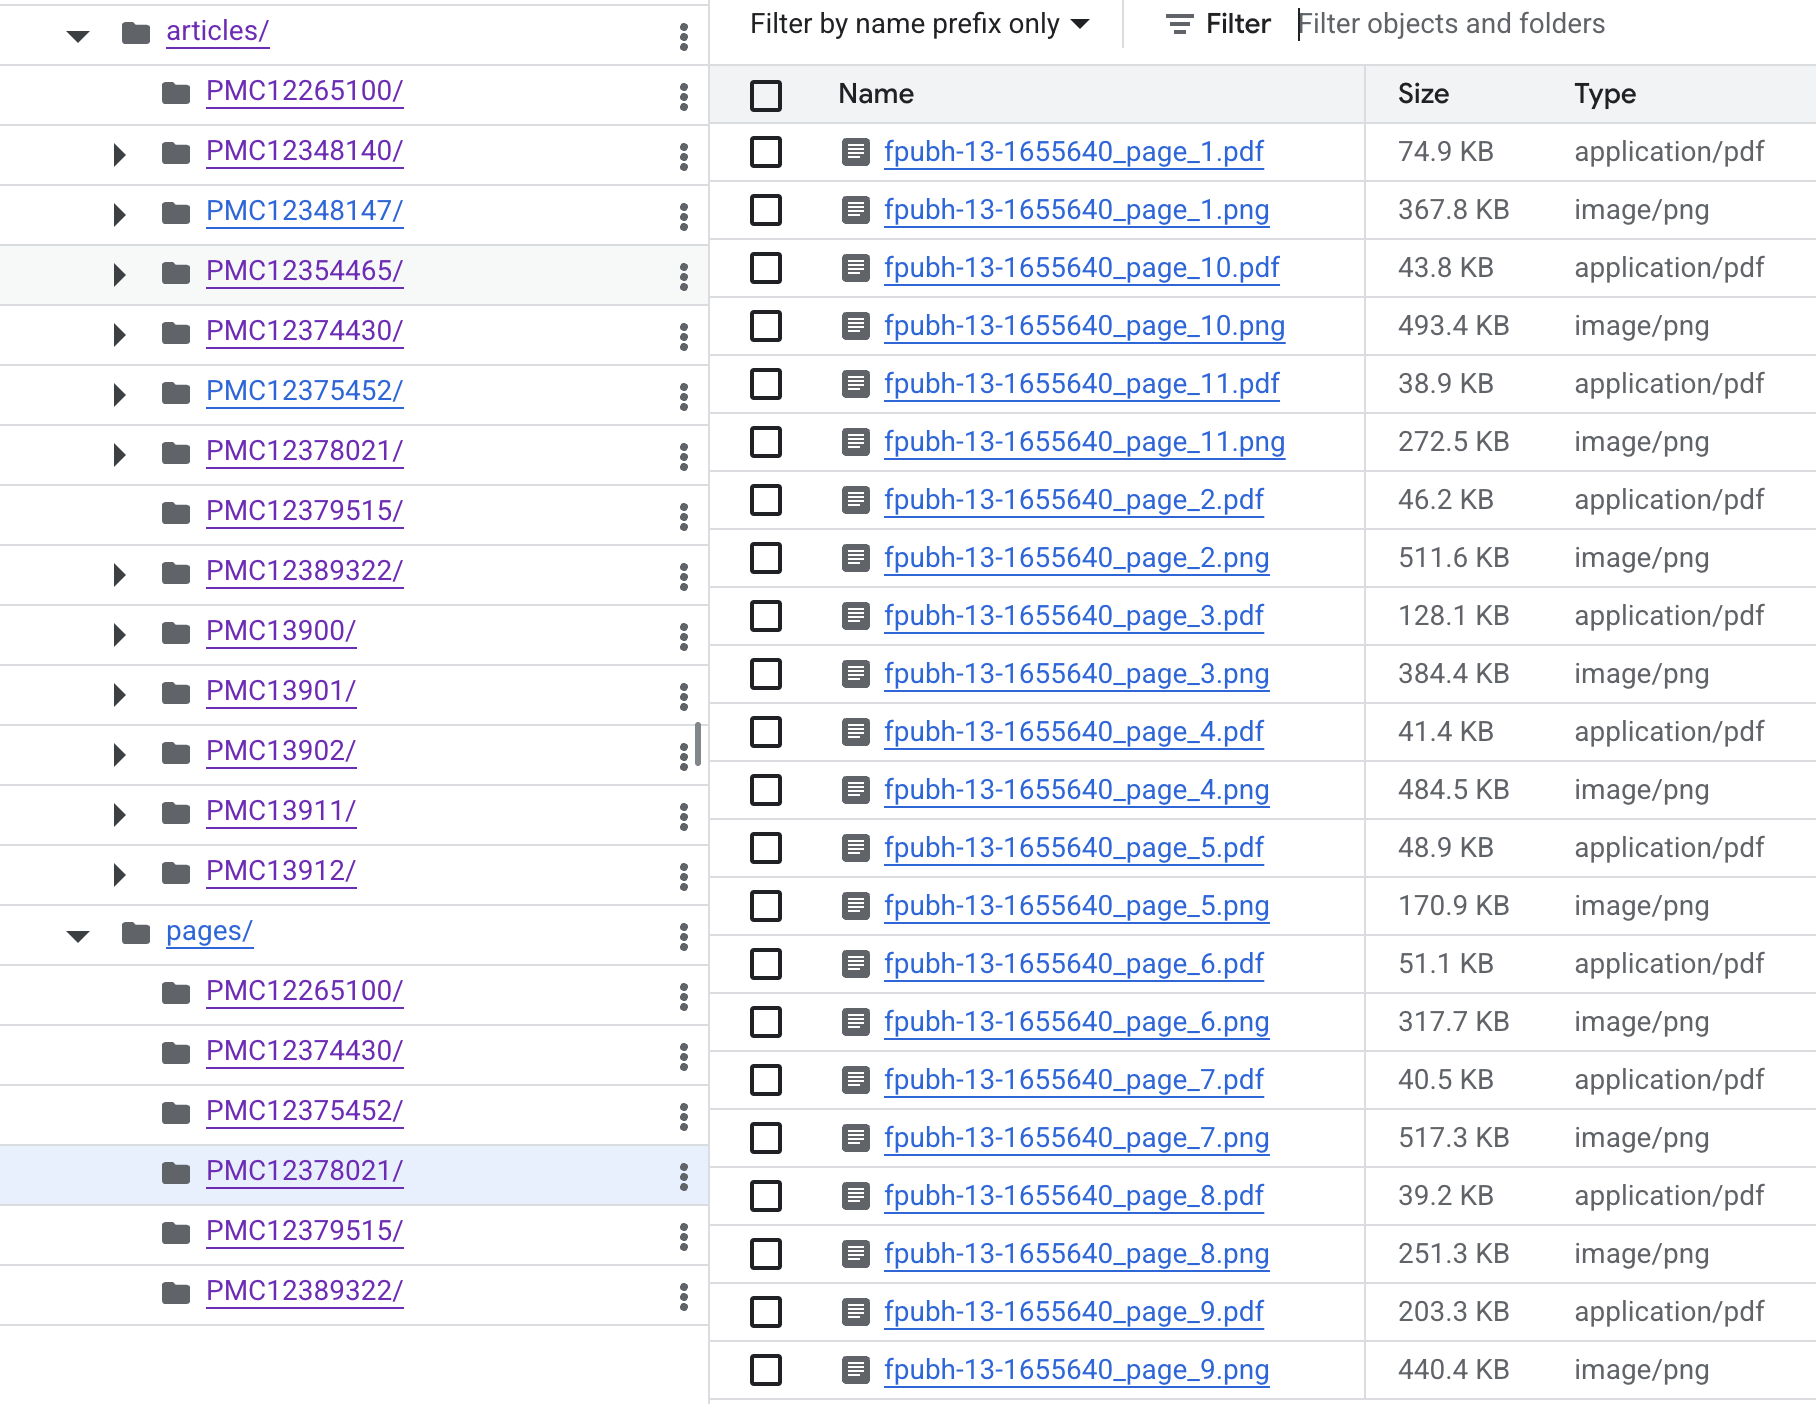 articles/
PMC12265100/
PMC12348140/
PMC12348147/
PMC12354465/
PMC12374430/
PMC12375452/
PMC12378021/
PMC12379515/
PMC12389322/
PMC13900/
PMC13901/
PMC13902/
PMC13911/
PMC13912/
pages/
PMC12265100/
PMC12374430/
PMC12375452/
PMC12378021/
PMC12379515/
PMC12389322/
Filter by name prefix only Filter Filter objects and folders
Name Size Type
fpubh-13-1655640_page_1.pdf 74.9 KB application/pdf
fpubh-13-1655640_page_1.png 367.8 KB image/png
fpubh-13-1655640_page_10.pdf 43.8 KB application/pdf
fpubh-13-1655640_page_10.png 493.4 KB image/png
fpubh-13-1655640_page_11.pdf 38.9 KB application/pdf
fpubh-13-1655640_page_11.png 272.5 KB image/png
fpubh-13-1655640_page_2.pdf 46.2 KB application/pdf
fpubh-13-1655640_page_2.png 511.6 KB image/png
fpubh-13-1655640_page_3.pdf 128.1 KB application/pdf
fpubh-13-1655640_page_3.png 384.4 KB image/png
fpubh-13-1655640_page_4.pdf 41.4 KB application/pdf
fpubh-13-1655640_page_4.png 484.5 KB image/png
fpubh-13-1655640_page_5.pdf 48.9 KB application/pdf
fpubh-13-1655640_page_5.png 170.9 KB image/png
fpubh-13-1655640_page_6.pdf 51.1 KB application/pdf
fpubh-13-1655640_page_6.png 317.7 KB image/png
fpubh-13-1655640_page_7.pdf 40.5 KB application/pdf
fpubh-13-1655640_page_7.png 517.3 KB image/png
fpubh-13-1655640_page_8.pdf 39.2 KB application/pdf
fpubh-13-1655640_page_8.png 251.3 KB image/png
fpubh-13-1655640_page_9.pdf 203.3 KB application/pdf
fpubh-13-1655640_page_9.png 440.4 KB image/png